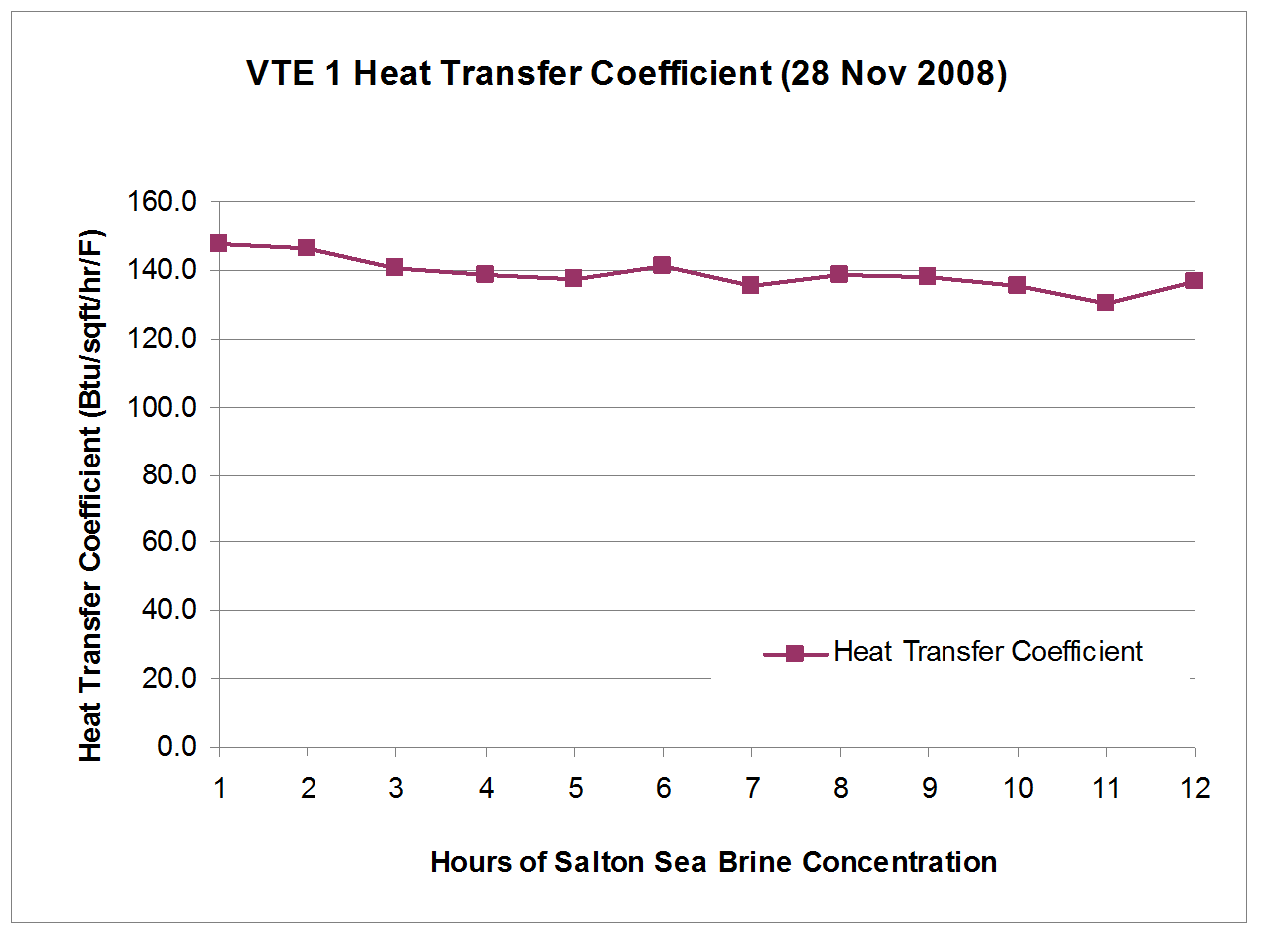 VTE 1 Heat Transfer Coefficient (28 Nov 2008)
Heat Transfer Coefficient (Btu/sqft/hr/F)
160.0
140.0
120.0
100.0
80.0
60.0
40.0
20.0
0.0
Heat Transfer Coefficient
1 2 3 4 5 6 7 8 9 10 11 12
Hours of Salton Sea Brine Concentration